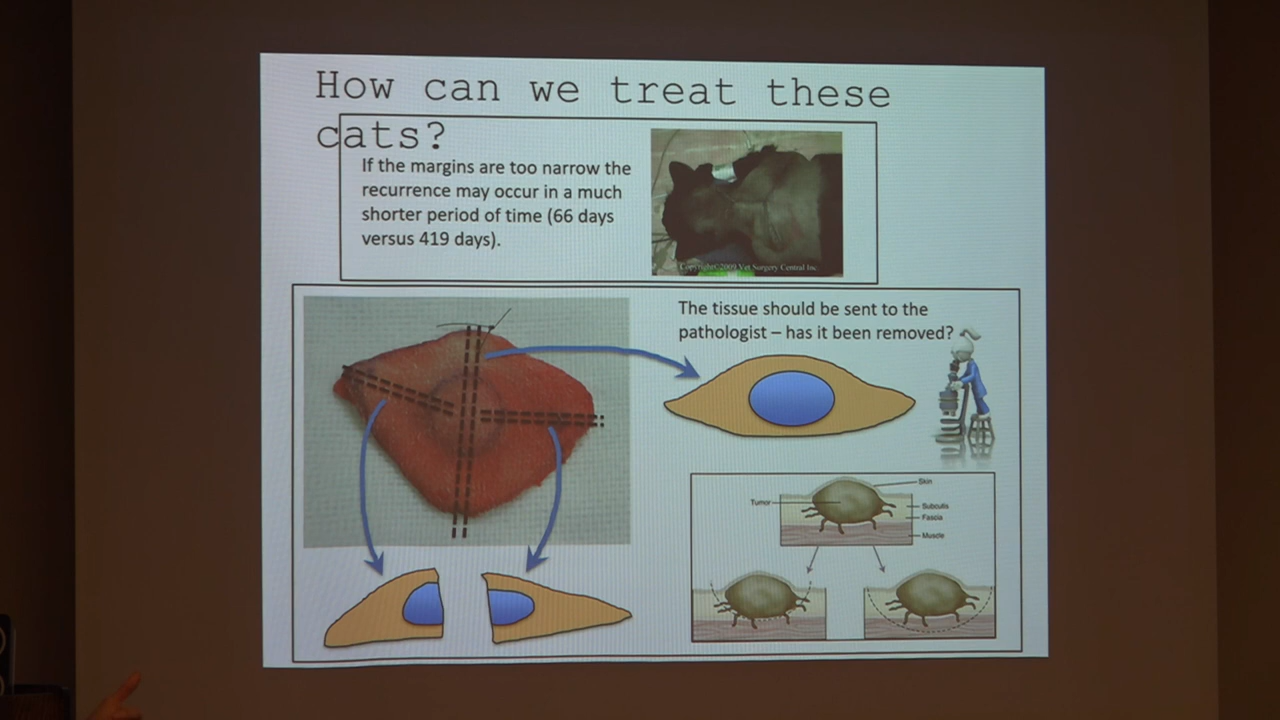 How can we treat these
cats?
If the margins are too narrow the
recurrence may occur in a much
shorter period of time (66 days
versus 419 days).
Copyright©2009 Vet Surgery Central Inc.
The tissue should be sent to the
pathologist – has it been removed?
Skin
Tumor
Subcutis
Fascia
Muscle